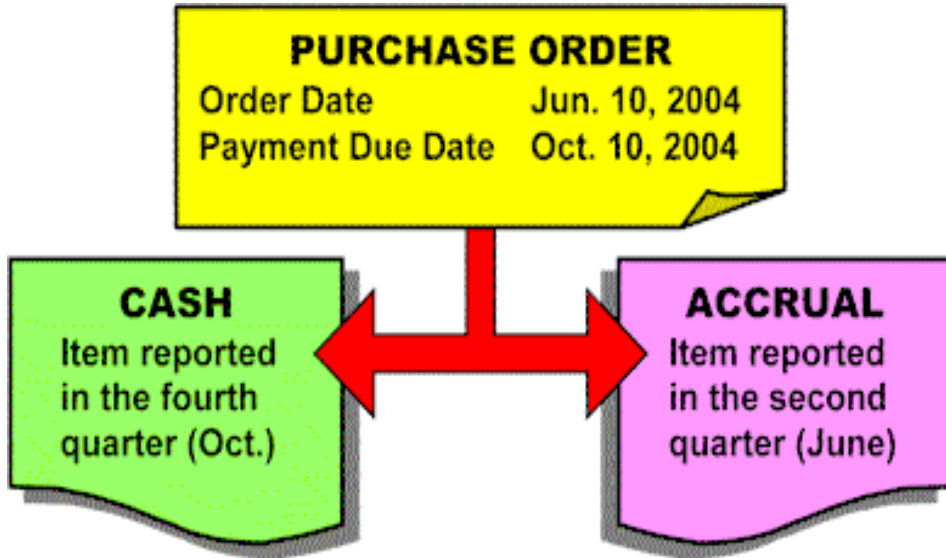 PURCHASE ORDER
Order Date Jun. 10, 2004
Payment Due Date Oct. 10, 2004
CASH
Item reported
in the fourth
quarter (Oct.)
ACCRUAL
Item reported
in the second
quarter (June)